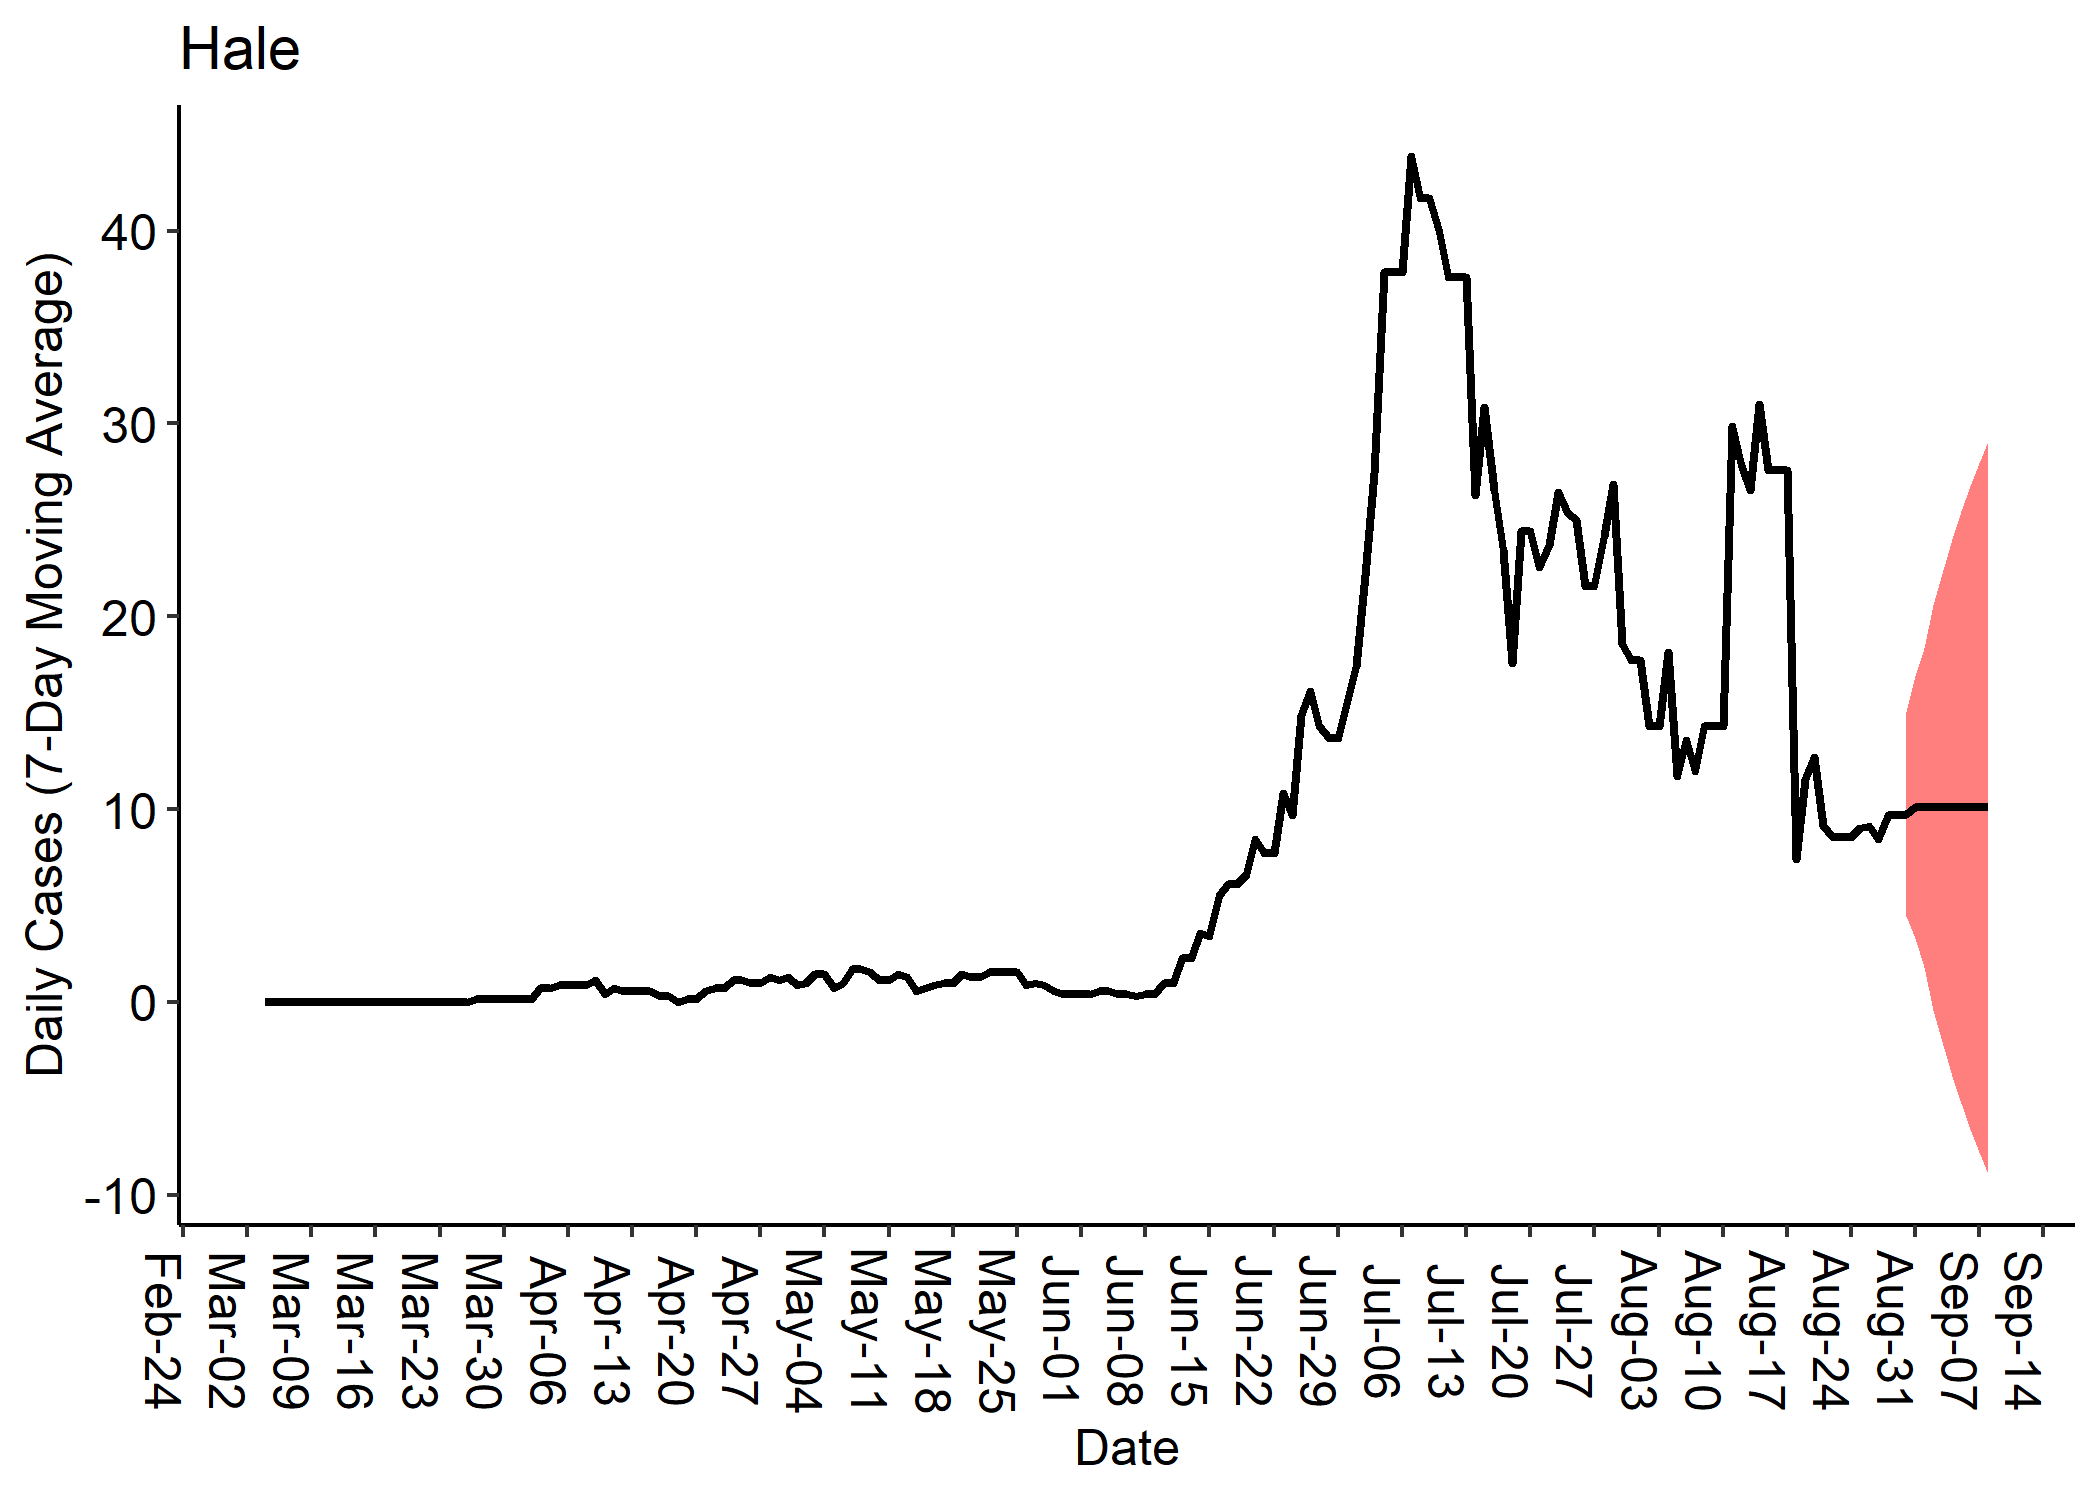 Hale
Daily Cases (7-Day Moving Average)
40
30
20
10
0
-10
Feb-24
Mar-02
Mar-09
Mar-16
Mar-23
Mar-30
Apr-06
Apr-13
Apr-20
Apr-27
May-04
May-11
May-18
May-25
Jun-01
Jun-08
Jun-15
Jun-22
Jun-29
Jul-06
Jul-13
Jul-20
Jul-27
Aug-03
Aug-10
Aug-17
Aug-24
Aug-31
Sep-07
Sep-14
Date